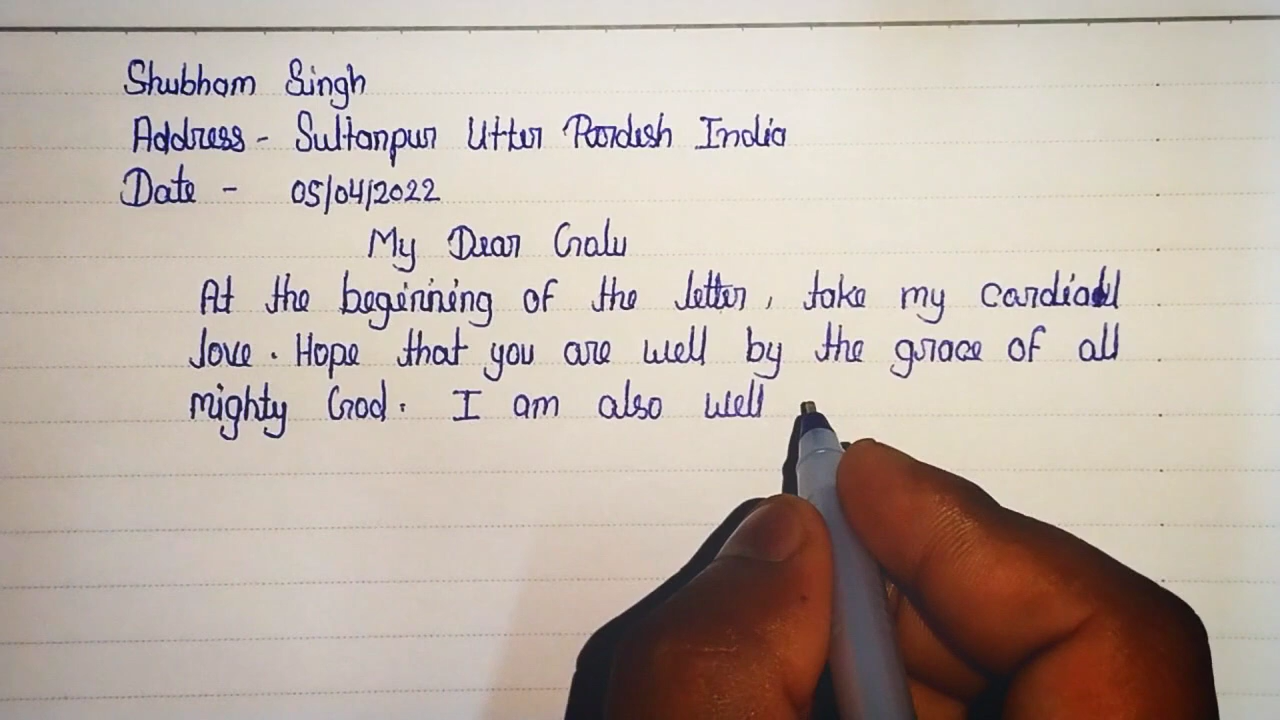 Shubham Singh
Address - Sultanpur Utter Pardesh India
Date - 05/04/2022
My Dear Golu
At the beginning of the letter, take my cardiall
love. Hope that you are well by the grace of all
mighty God. I am also well